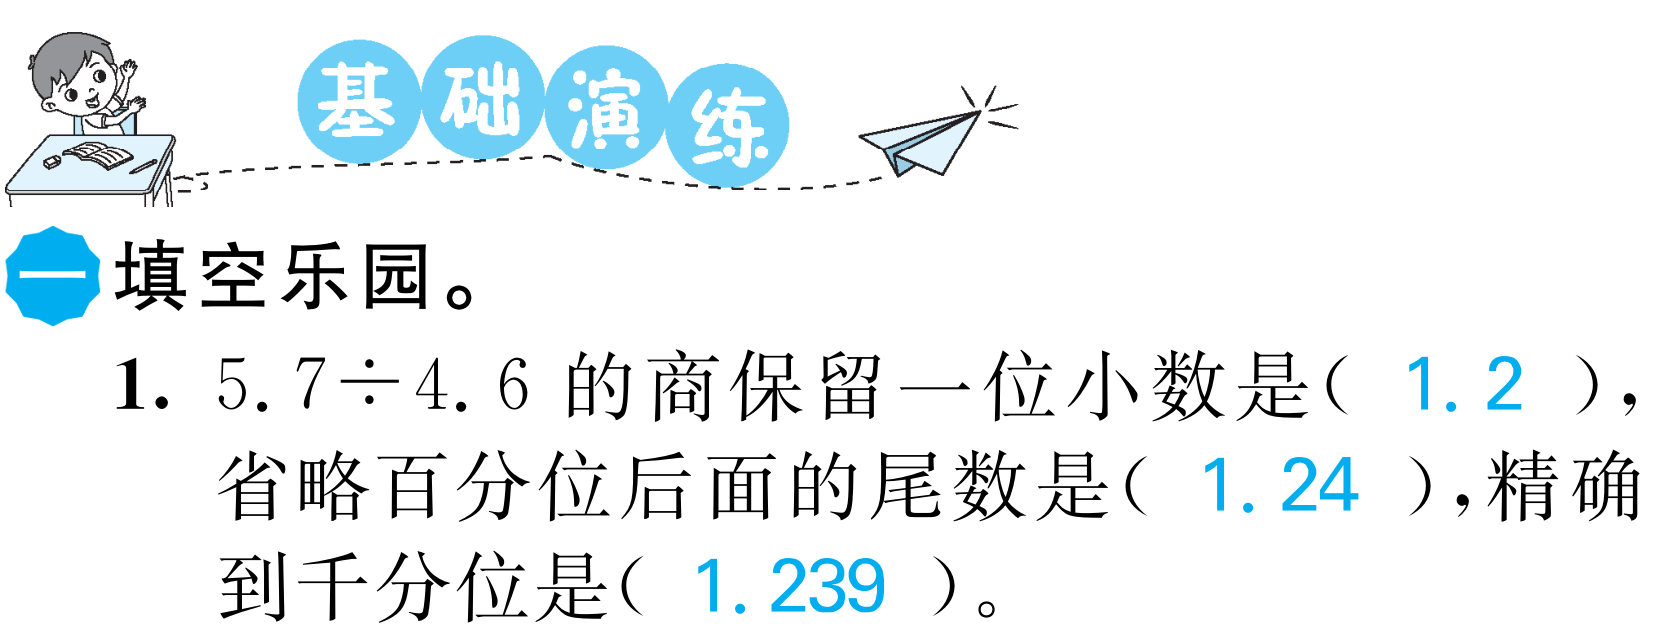 基础演练
一 填空乐园。
1. 5.7÷4.6 的商保留一位小数是( 1.2 ),
省略百分位后面的尾数是( 1.24 ),精确
到千分位是( 1.239 )。